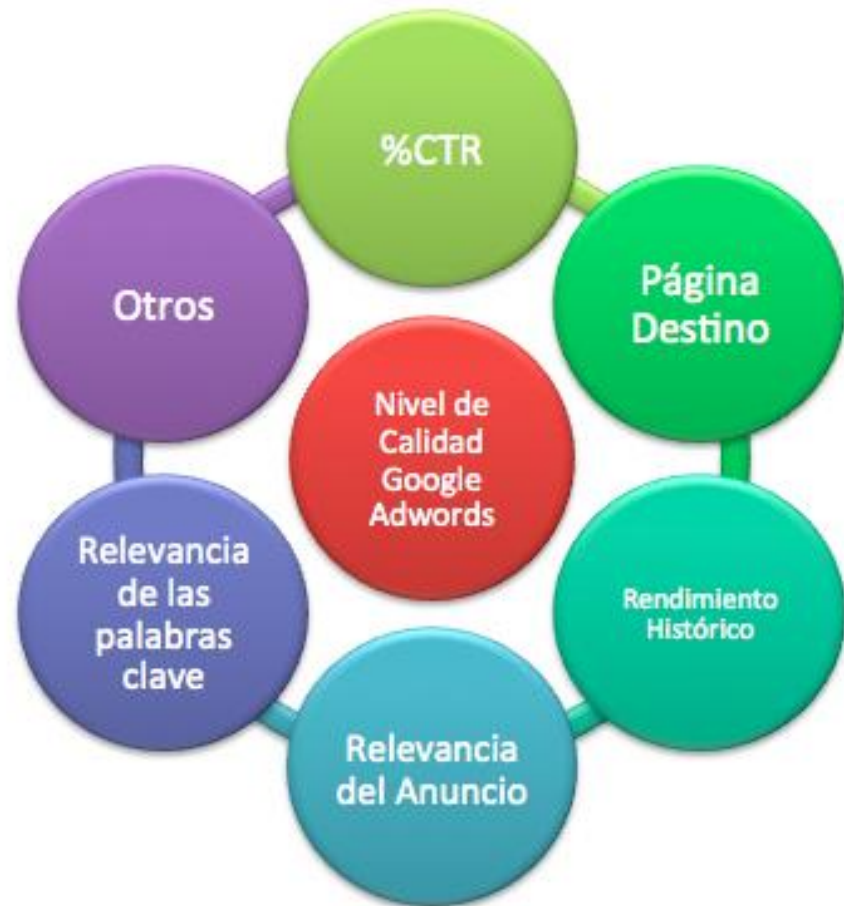 %CTR
Página
Destino
Rendimiento
Histórico
Relevancia
del Anuncio
Relevancia
de las
palabras
clave
Otros
Nivel de
Calidad
Google
Adwords